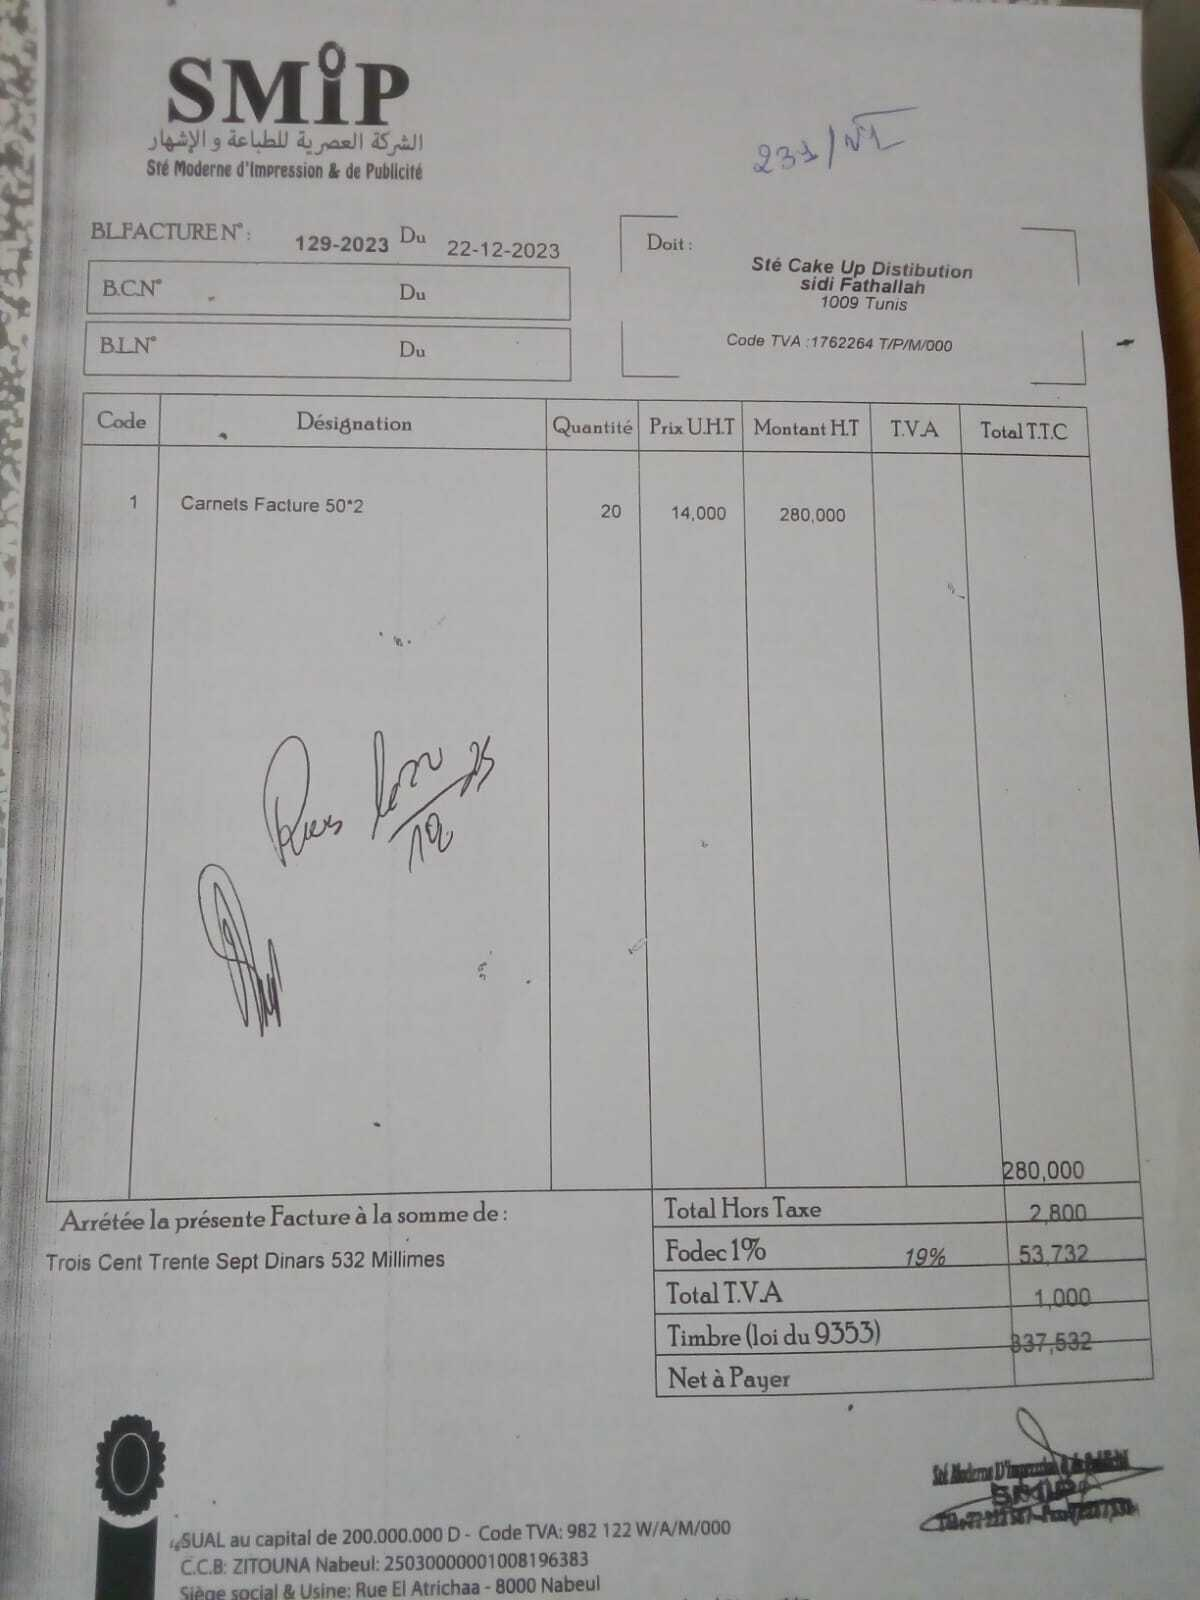 SMiP
الشركة العصرية للطباعة و الإشهار
Sté Moderne d'Impression & de Publicité
231/
BL.FACTURE N°: 129-2023 Du 22-12-2023
B.C.N° Du
B.L.N° Du
Doit :
Sté Cake Up Distibution
sidi Fathallah
1009 Tunis
Code TVA :1762264 T/P/M/000
Code Désignation Quantité Prix U.H.T Montant H.T T.V.A Total T.T.C
1 Carnets Facture 50*2 20 14,000 280,000
280,000
Arrétée la présente Facture à la somme de :
Trois Cent Trente Sept Dinars 532 Millimes
Total Hors Taxe 2,800
Fodec 1% 19% 53,732
Total T.V.A 1,000
Timbre (loi du 9353) 337,532
Net à Payer
Sté Moderne D'Impression & de Publicité
SMIP
SUAL au capital de 200.000.000 D - Code TVA: 982 122 W/A/M/000
C.C.B: ZITOUNA Nabeul: 25030000001008196383
Siège social & Usine: Rue El Atrichaa - 8000 Nabeul